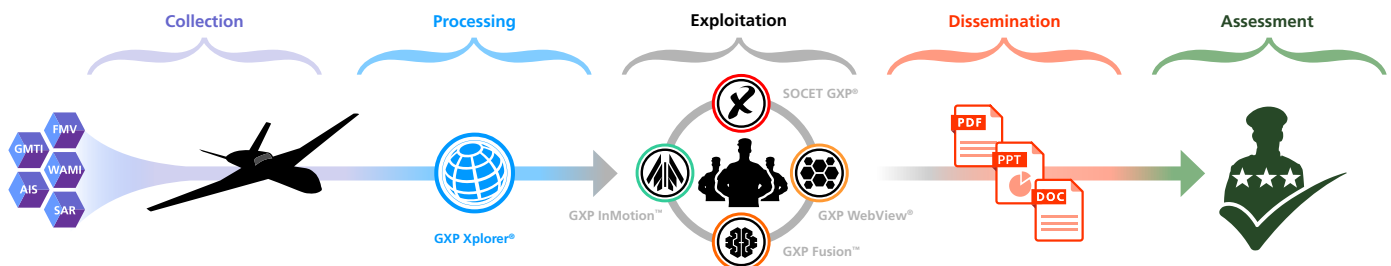 Collection
Processing
Exploitation
Dissemination
Assessment
FMV
GMTI
WAMI
AIS
SAR
GXP Xplorer®
SOCET GXP®
GXP InMotion™
GXP WebView®
GXP Fusion™
PDF
PPT
DOC